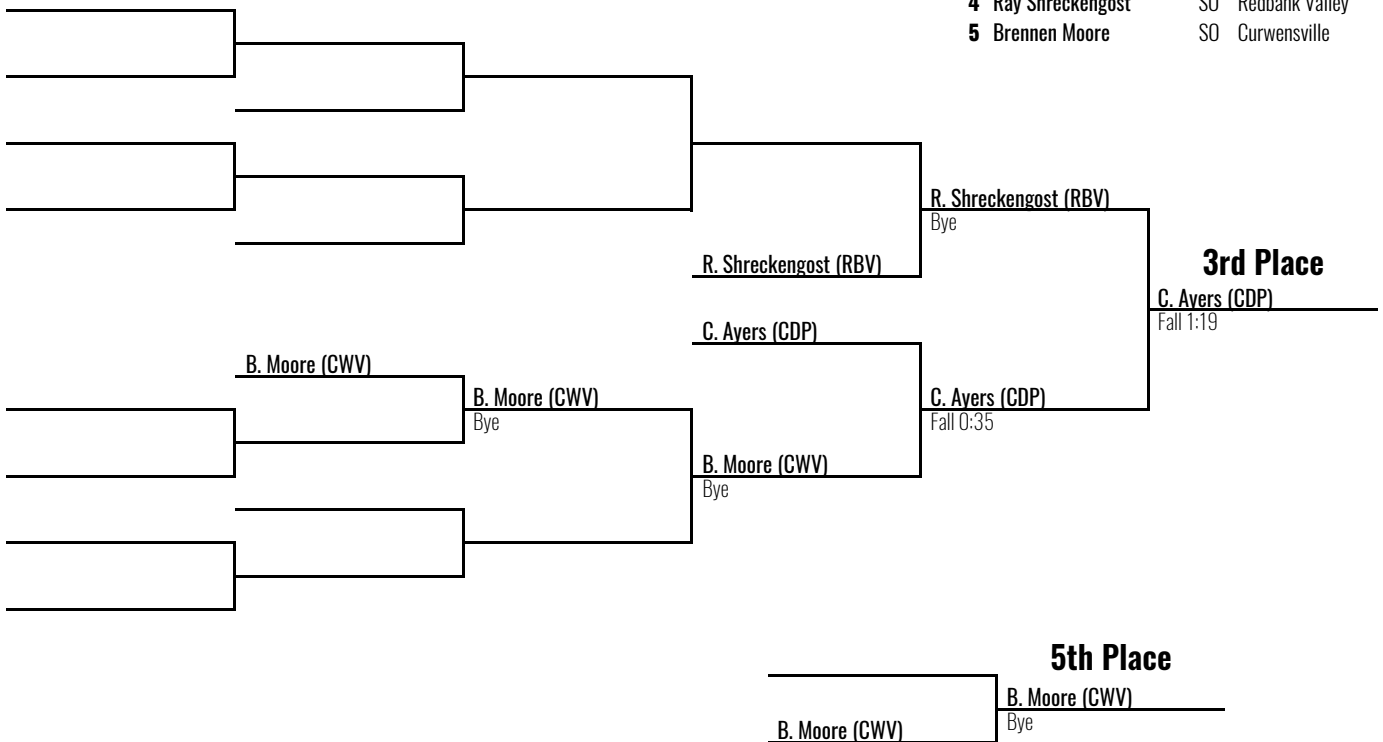 4 Ray Shreckengost SO Redbank Valley
5 Brennen Moore SO Curwensville
R. Shreckengost (RBV)
Bye
R. Shreckengost (RBV)
3rd Place
C. Ayers (CDP)
Fall 1:19
C. Ayers (CDP)
B. Moore (CWV)
B. Moore (CWV)
Bye
C. Ayers (CDP)
Fall 0:35
B. Moore (CWV)
Bye
5th Place
B. Moore (CWV)
Bye
B. Moore (CWV)